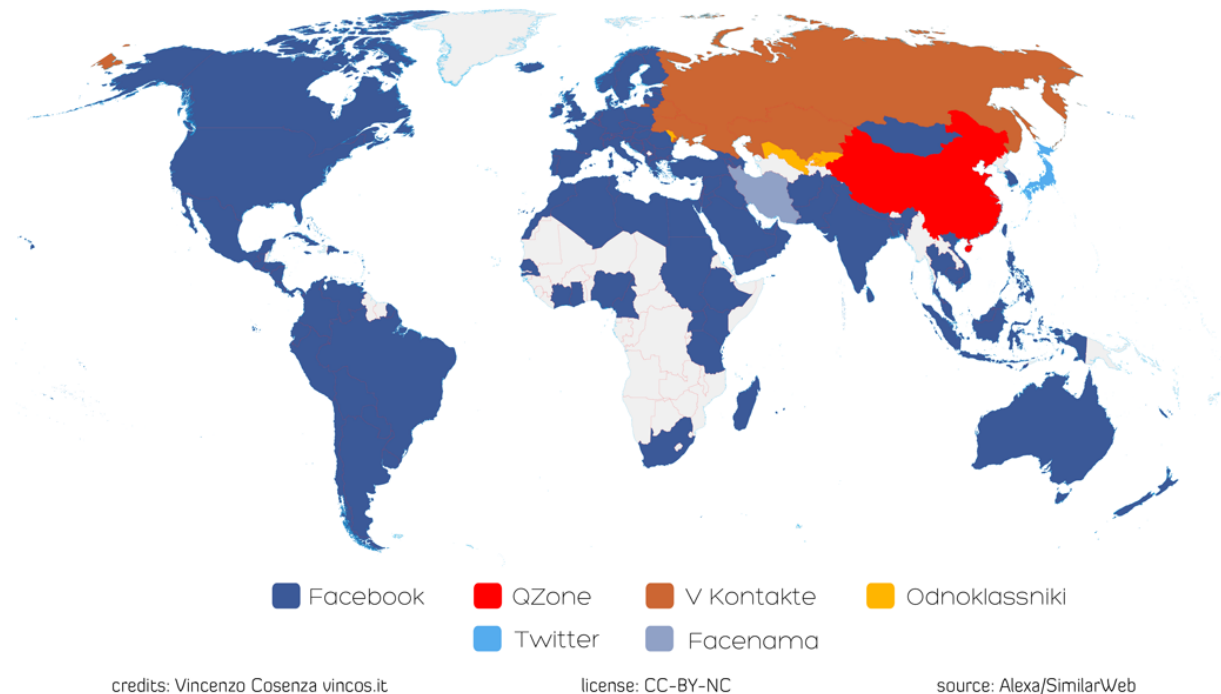 Facebook QZone V Kontakte Odnoklassniki
Twitter Facenama
credits: Vincenzo Cosenza vincos.it license: CC-BY-NC source: Alexa/SimilarWeb